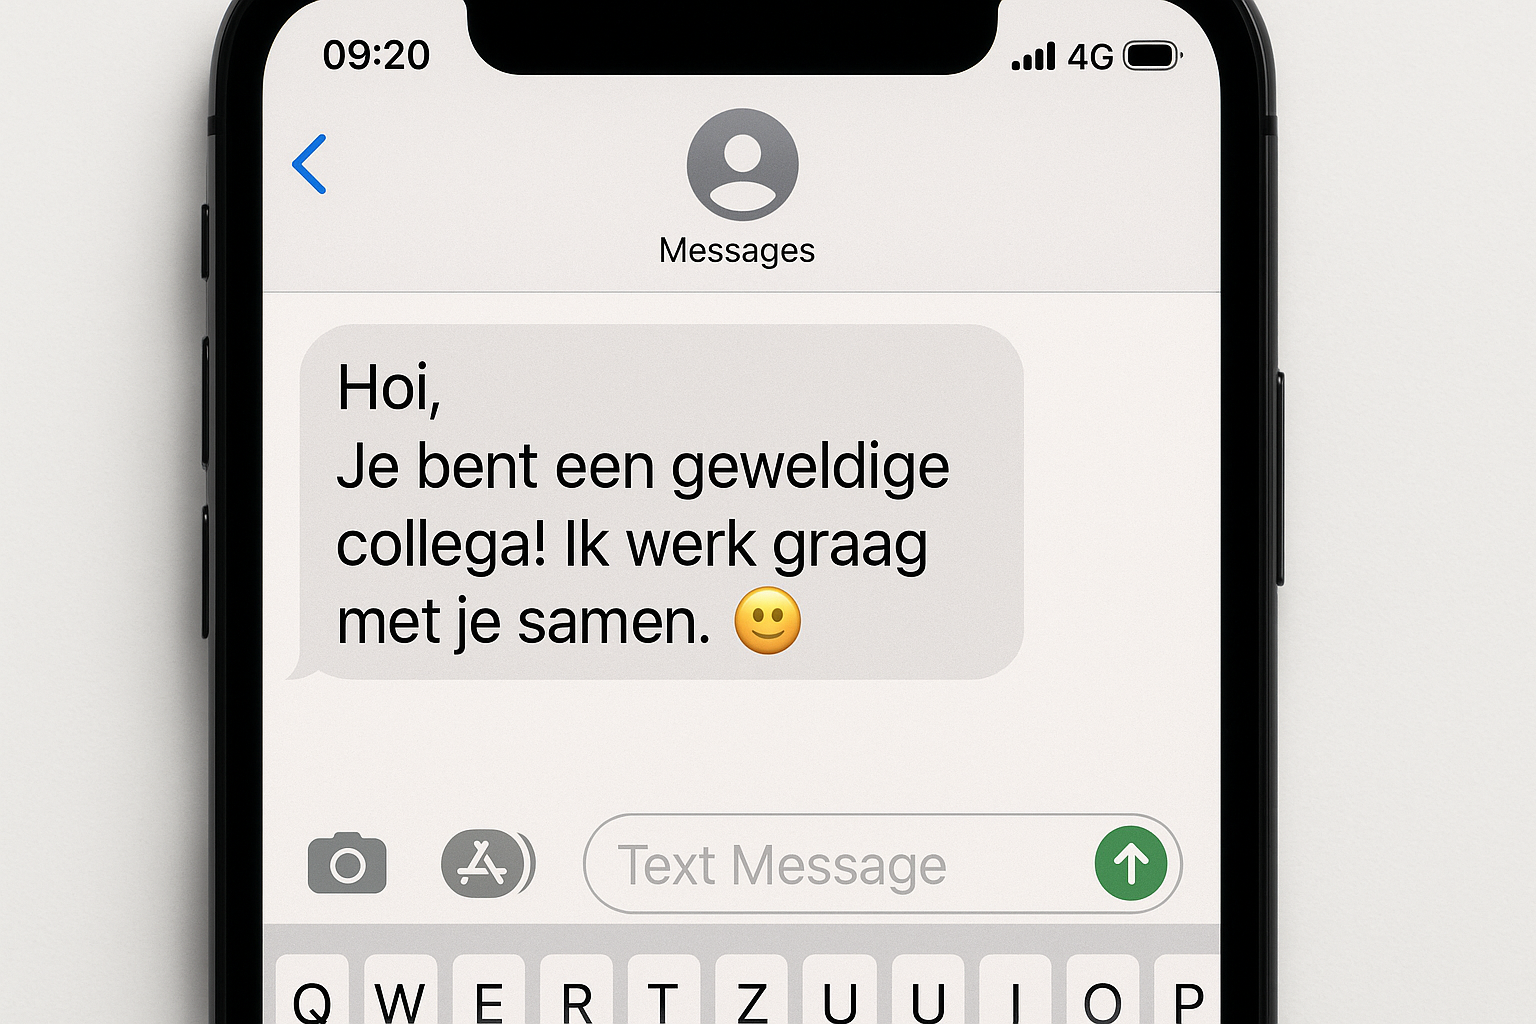 09:20 4G
Messages
Hoi,
Je bent een geweldige
collega! Ik werk graag
met je samen. 🙂
Text Message
Q W E R T Z U U I O P